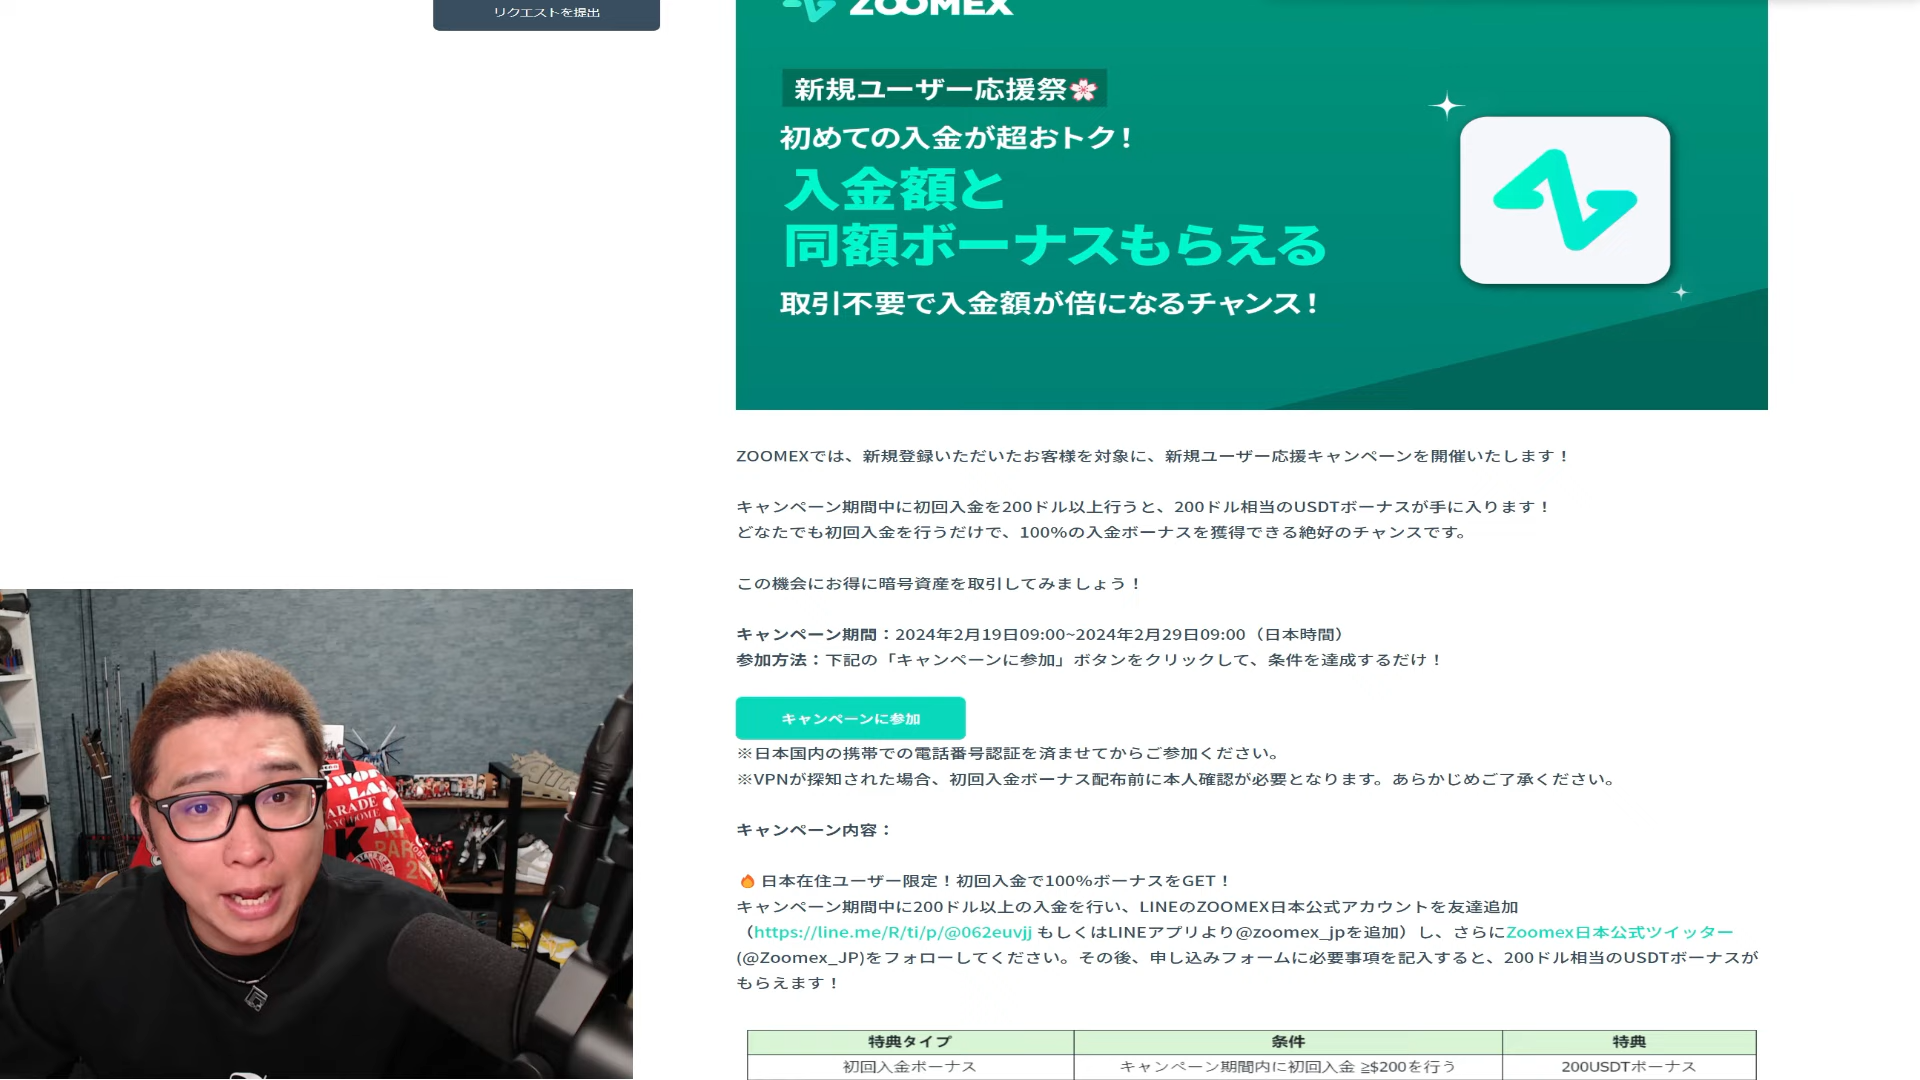 リクエストを提出
ZOOMEX
新規ユーザー応援祭🌸
初めての入金が超おトク！
入金額と
同額ボーナスもらえる
取引不要で入金額が倍になるチャンス！
ZOOMEXでは、新規登録いただいたお客様を対象に、新規ユーザー応援キャンペーンを開催いたします！
キャンペーン期間中に初回入金を200ドル以上行うと、200ドル相当のUSDTボーナスが手に入ります！
どなたでも初回入金を行うだけで、100%の入金ボーナスを獲得できる絶好のチャンスです。
この機会にお得に暗号資産を取引してみましょう！
キャンペーン期間：2024年2月19日09:00~2024年2月29日09:00（日本時間）
参加方法：下記の「キャンペーンに参加」ボタンをクリックして、条件を達成するだけ！
キャンペーンに参加
※日本国内の携帯での電話番号認証を済ませてからご参加ください。
※VPNが探知された場合、初回入金ボーナス配布前に本人確認が必要となります。あらかじめご了承ください。
キャンペーン内容：
🔥日本在住ユーザー限定！初回入金で100%ボーナスをGET！
キャンペーン期間中に200ドル以上の入金を行い、LINEのZOOMEX日本公式アカウントを友達追加
（https://line.me/R/ti/p/@062euvjj もしくはLINEアプリより@zoomex_jpを追加）し、さらにZoomex日本公式ツイッター
(@Zoomex_JP)をフォローしてください。その後、申し込みフォームに必要事項を記入すると、200ドル相当のUSDTボーナスが
もらえます！
特典タイプ 条件 特典
初回入金ボーナス キャンペーン期間内に初回入金 ≧$200を行う 200USDTボーナス